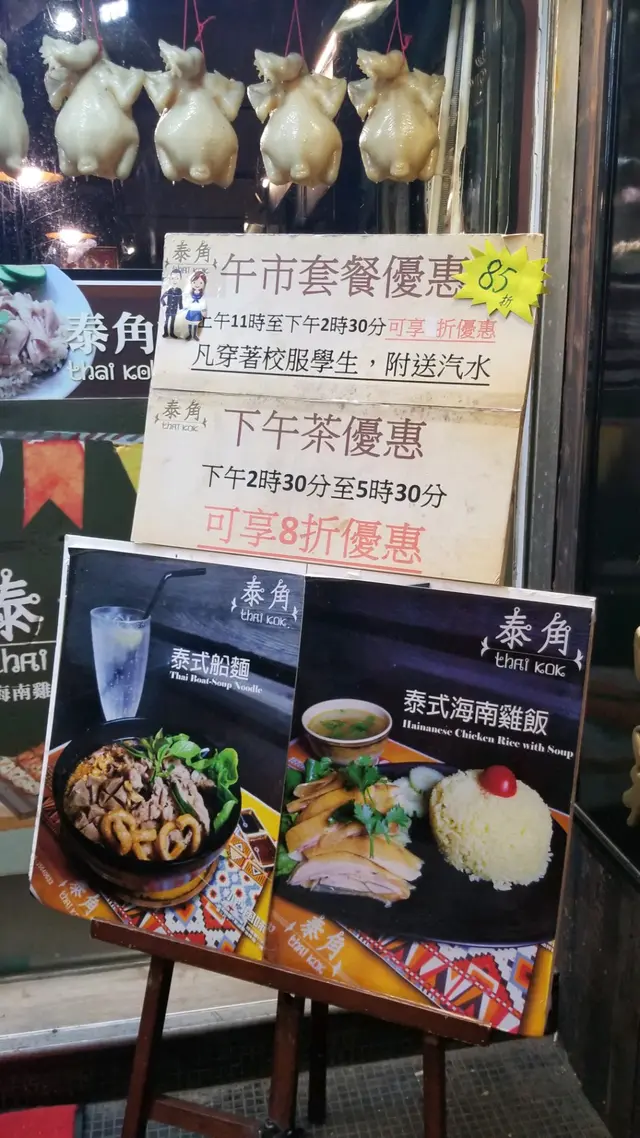 泰角
THAI KOK
午市套餐優惠
85折
上午11時至下午2時30分可享 折優惠
凡穿著校服學生，附送汽水
泰角
thai KOK
泰角
THAI KOK
下午茶優惠
下午2時30分至5時30分
可享8折優惠
泰角
thai KOK
泰式船麵
Thai Boat-Soup Noodle
泰角
thai KOK
泰式海南雞飯
Hainanese Chicken Rice with Soup
泰
thai
海南雞
泰角
thai KOK
泰角
thai KOK